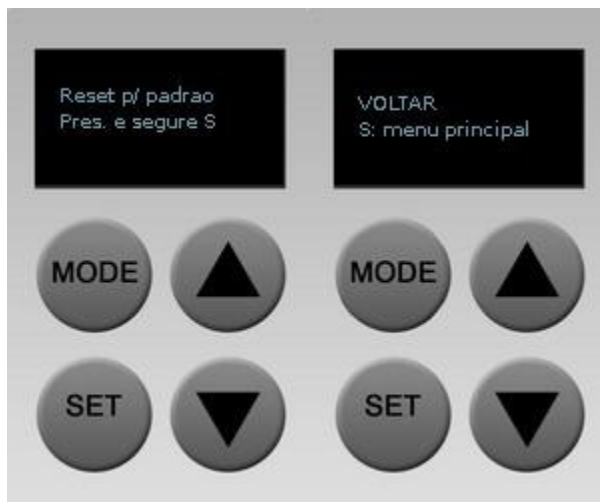 Reset p/ padrao
Pres. e segure S
MODE
SET
VOLTAR
S: menu principal
MODE
SET